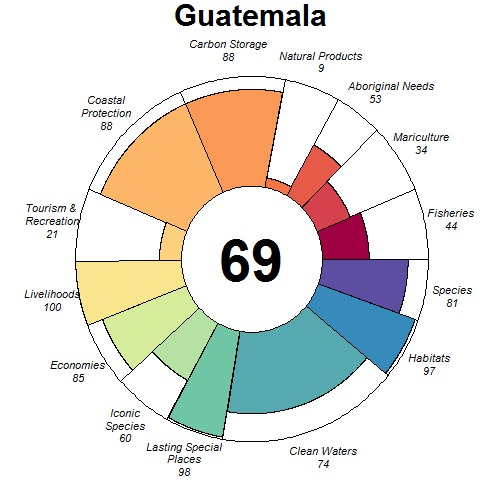 Guatemala
Carbon Storage
88
Natural Products
9
Aboriginal Needs
53
Mariculture
34
Fisheries
44
Species
81
Habitats
97
Clean Waters
74
Lasting Special
Places
98
Iconic
Species
60
Economies
85
Livelihoods
100
Tourism &
Recreation
21
Coastal
Protection
88
69